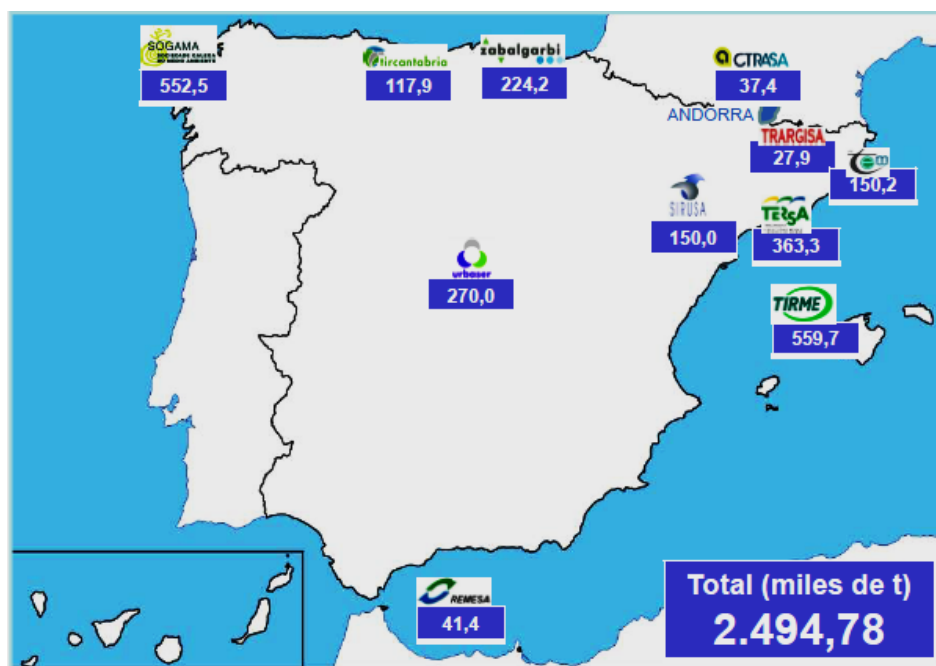 SOGAMA
552,5
tircantabria
117,9
zabalgarbi
224,2
CTRASA
37,4
ANDORRA
TRARGISA
27,9
150,2
SIRUSA
150,0
TERSA
363,3
urbaser
270,0
TIRME
559,7
REMESA
41,4
Total (miles de t)
2.494,78